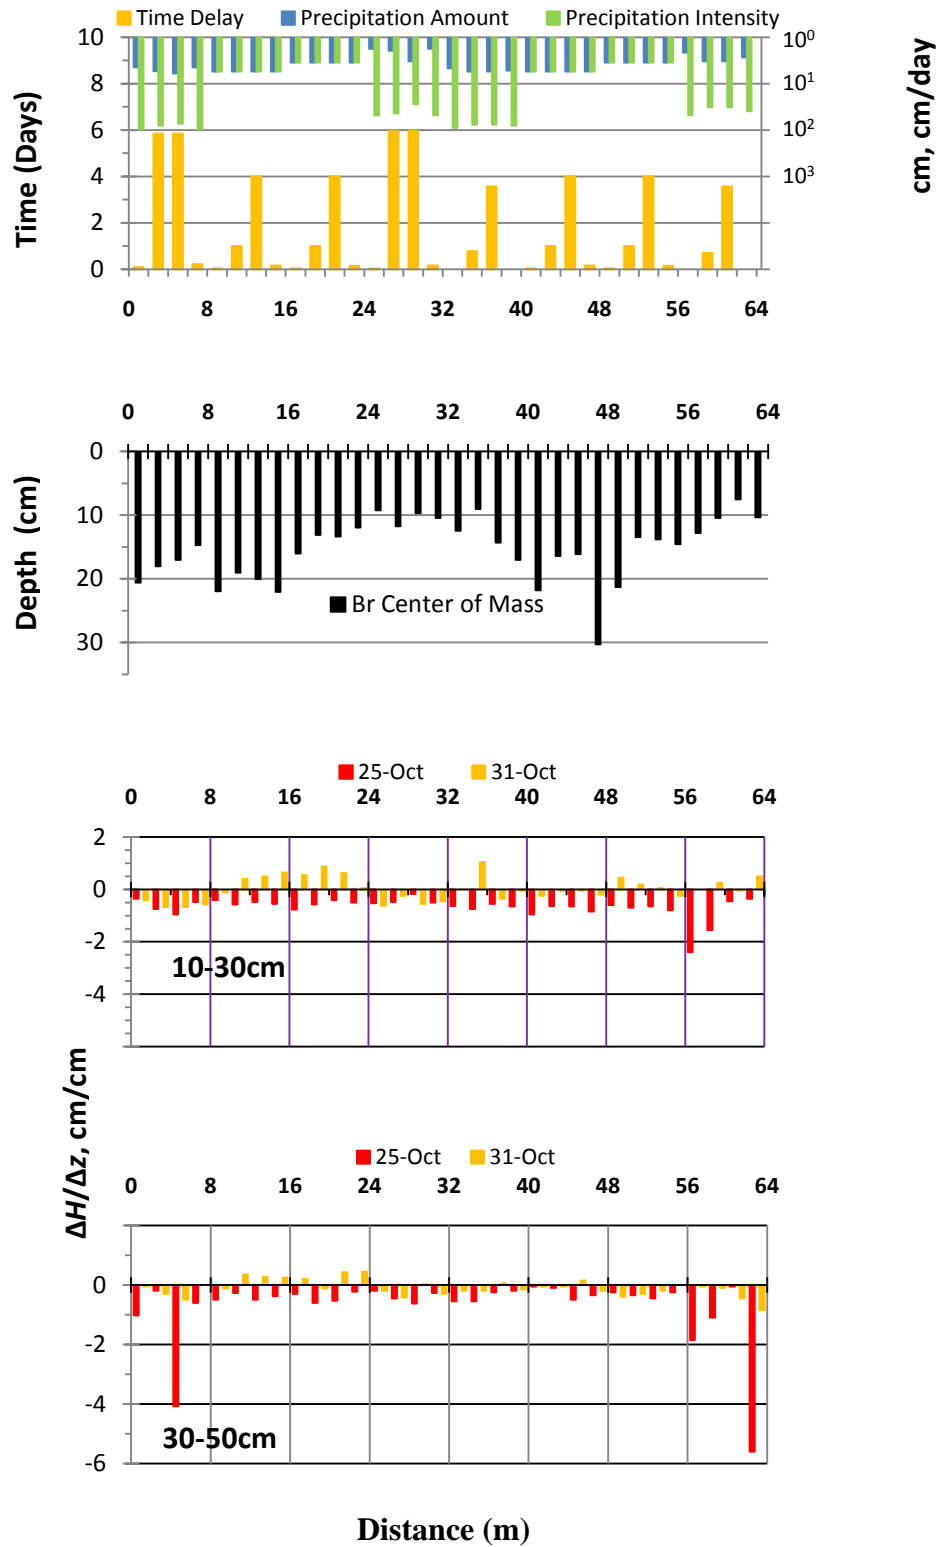 Time Delay Precipitation Amount Precipitation Intensity
10 10⁰
8 10¹
6 10²
4 10³
2
0
Time (Days)
cm, cm/day
0 8 16 24 32 40 48 56 64
0 8 16 24 32 40 48 56 64
0
10
20
30
Depth (cm)
Br Center of Mass
25-Oct 31-Oct
0 8 16 24 32 40 48 56 64
2
0
-2
-4
10-30cm
ΔH/Δz, cm/cm
25-Oct 31-Oct
0 8 16 24 32 40 48 56 64
0
-2
-4
-6
30-50cm
Distance (m)